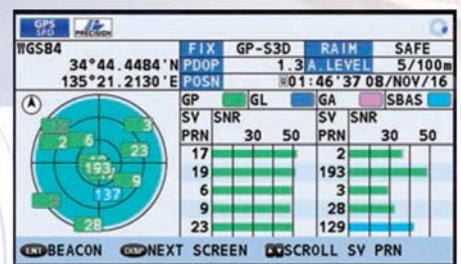 GPS SPD PRECISION
WGS84 FIX GP-S3D RAIM SAFE
34°44.4484'N PDOP 1.3 A.LEVEL 5/100m
135°21.2130'E POSN U01:46'37 08/NOV/16
GP GL GA SBAS
SV PRN SNR 30 50 SV PRN SNR 30 50
17 2
19 193
6 3
9 28
23 129
3
2 6
23
193
9
137
28
ENT BEACON DISP NEXT SCREEN SCROLL SV PRN